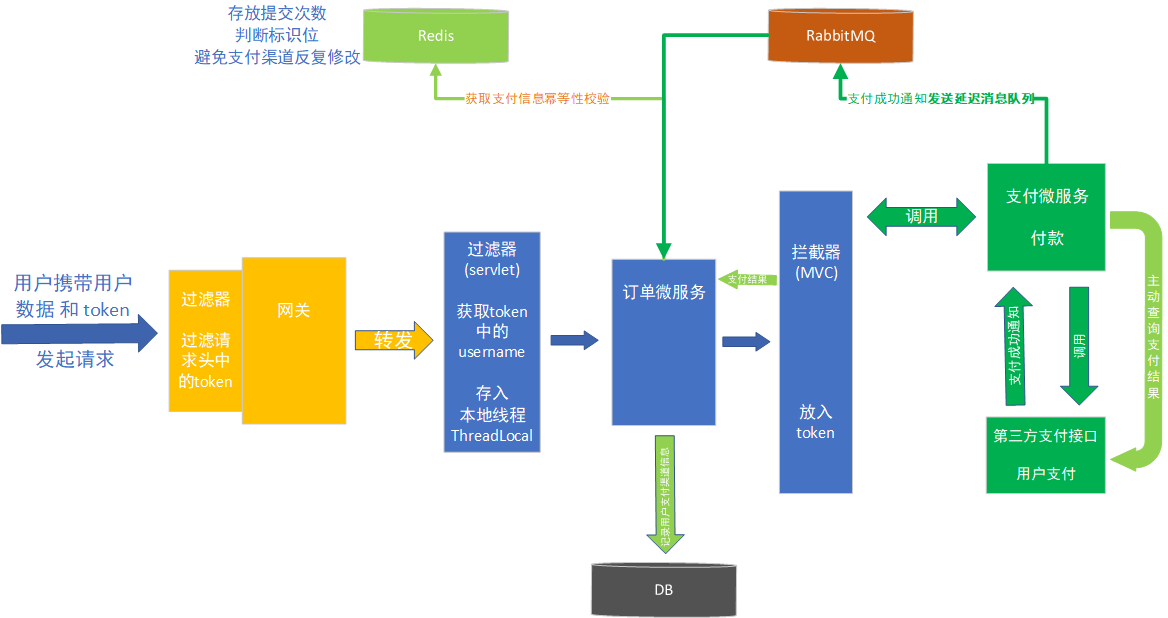 存放提交次数
判断标识位
避免支付渠道反复修改
Redis
RabbitMQ
获取支付信息幂等性校验
支付成功通知发送延迟消息队列
用户携带用户
数据 和 token
发起请求
过滤器
过滤请
求头中
的token
网关
转发
过滤器
(servlet)
获取token
中的
username
存入
本地线程
ThreadLocal
订单微服务
支付结果
拦截器
(MVC)
放入
token
调用
支付微服务
付款
支付成功通知
调用
主动查询支付结果
第三方支付接口
用户支付
记录用户支付渠道信息
DB